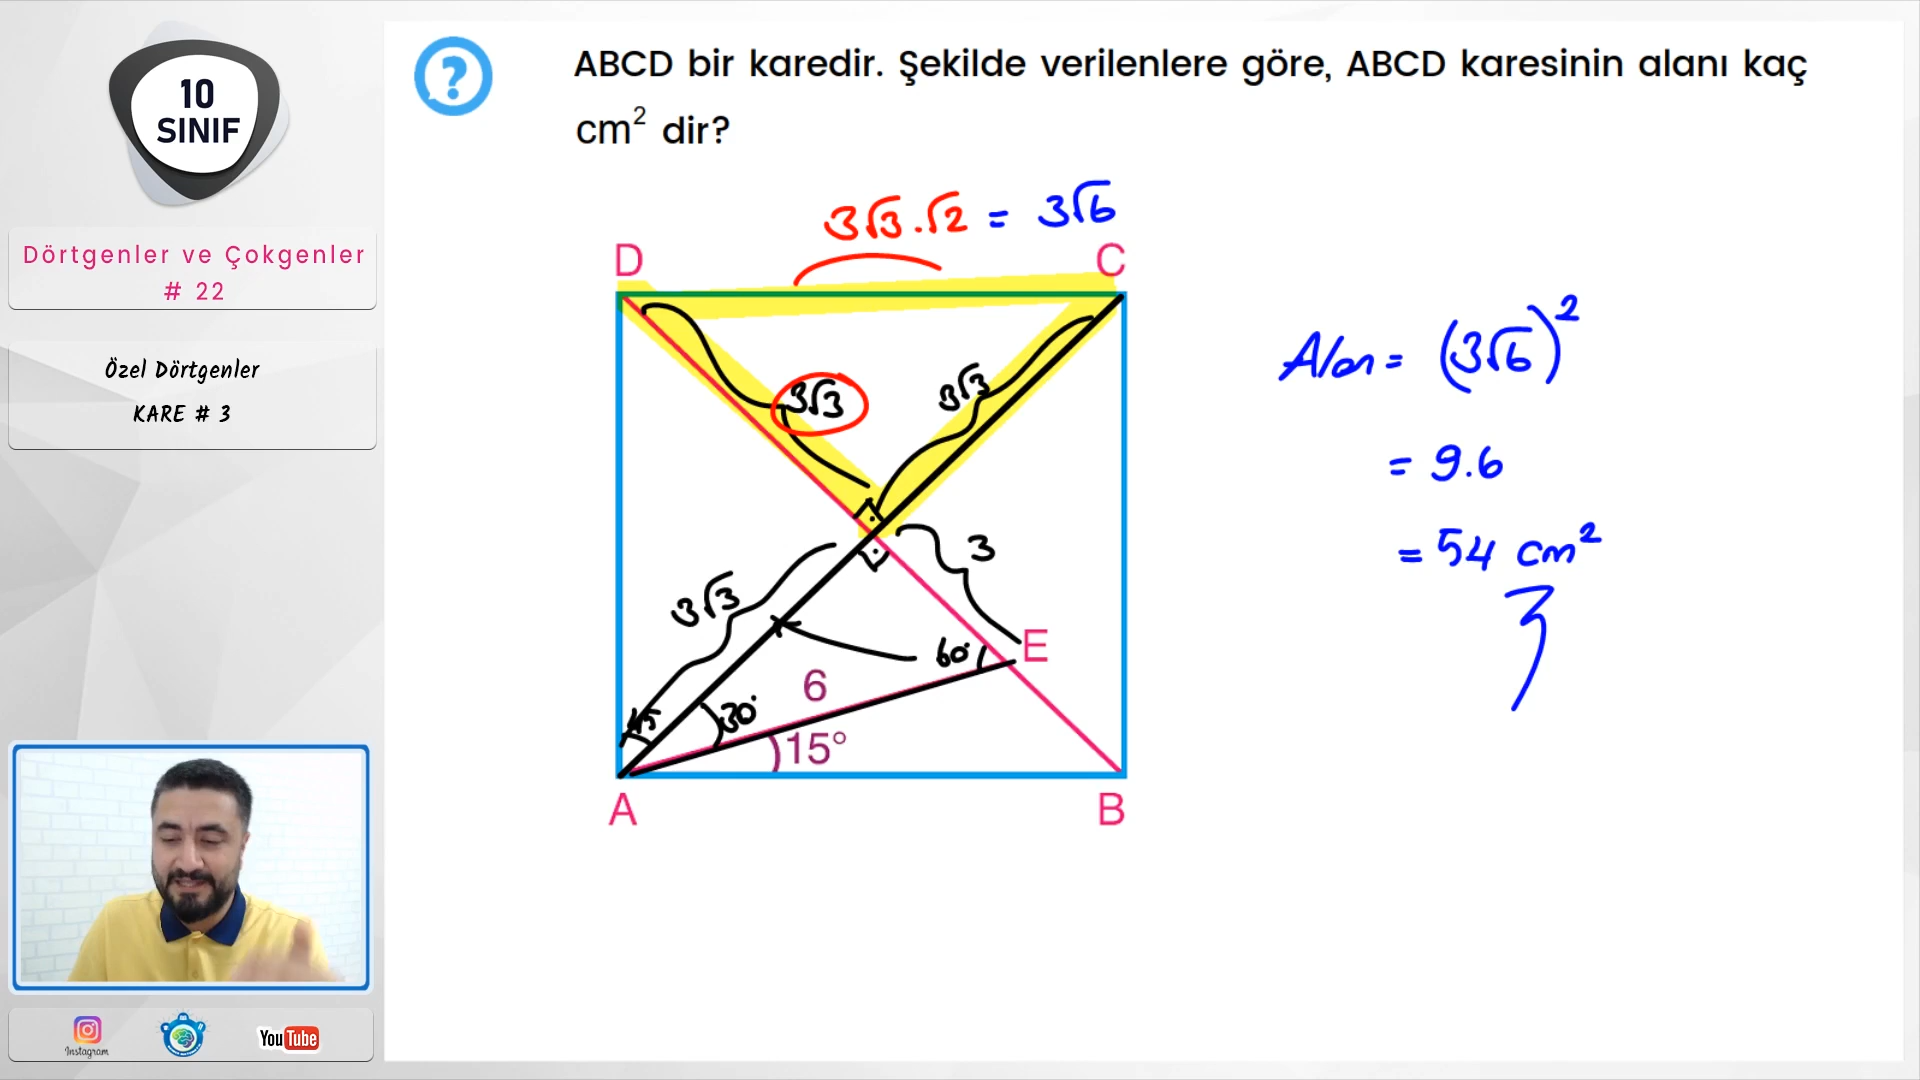 10
SINIF
Dörtgenler ve Çokgenler
# 22
Özel Dörtgenler
KARE # 3
Instagram
YouTube
ABCD bir karedir. Şekilde verilenlere göre, ABCD karesinin alanı kaç
cm² dir?
3√3.√2 = 3√6
D
C
3√3
3√3
3√3
3
E
60°
6
30°
45
15°
A
B
Alan = (3√6)²
= 9.6
= 54 cm²